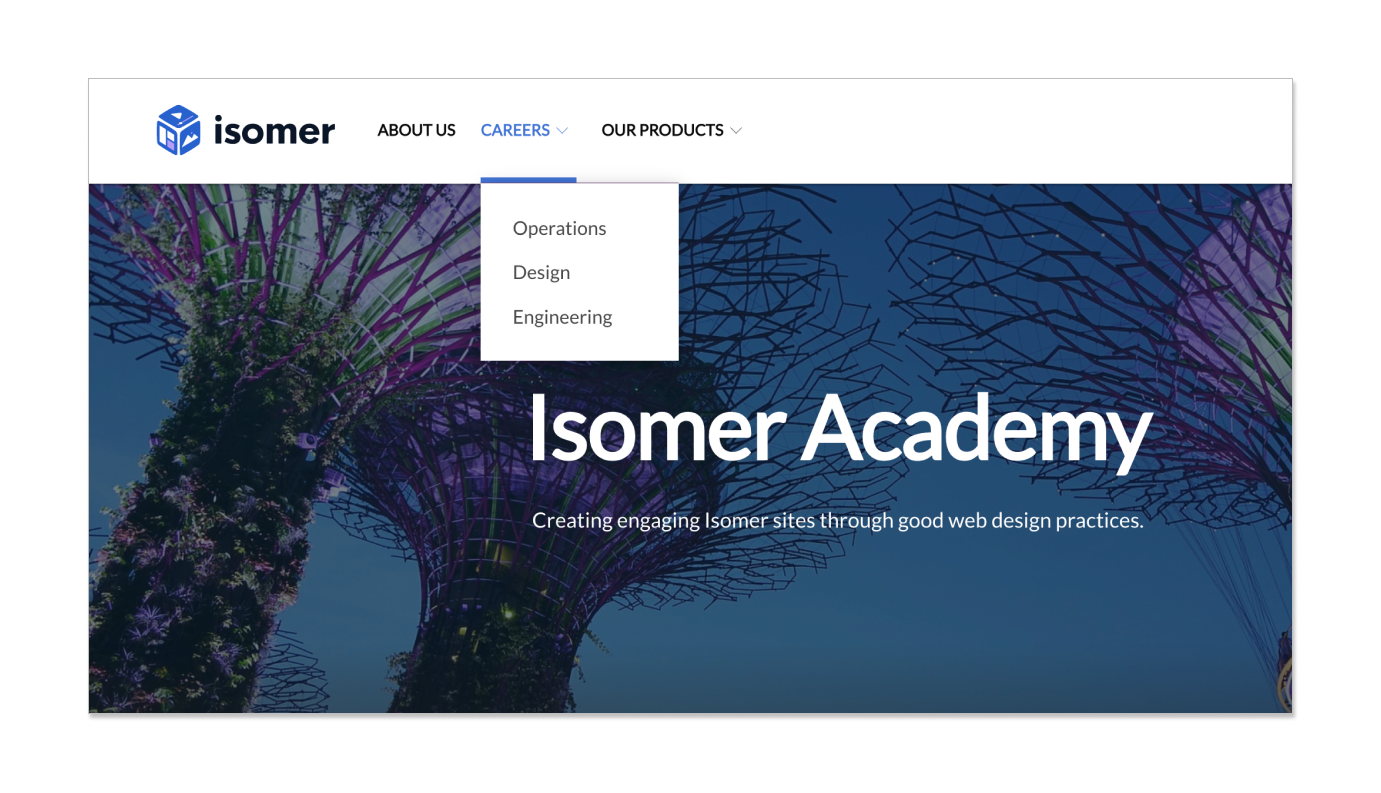 isomer
ABOUT US
CAREERS
OUR PRODUCTS
Operations
Design
Engineering
Isomer Academy
Creating engaging Isomer sites through good web design practices.